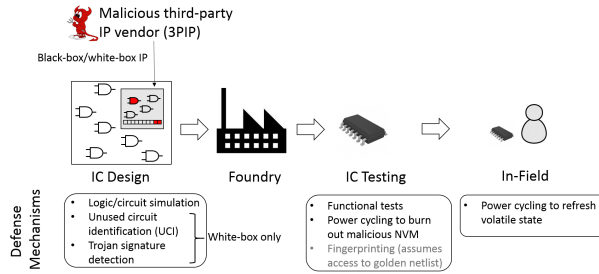 Malicious third-party
IP vendor (3PIP)
Black-box/white-box IP
IC Design
Foundry
IC Testing
In-Field
Defense
Mechanisms
• Logic/circuit simulation
• Unused circuit
identification (UCI)
• Trojan signature
detection
White-box only
• Functional tests
• Power cycling to burn
out malicious NVM
• Fingerprinting (assumes
access to golden netlist)
• Power cycling to refresh
volatile state